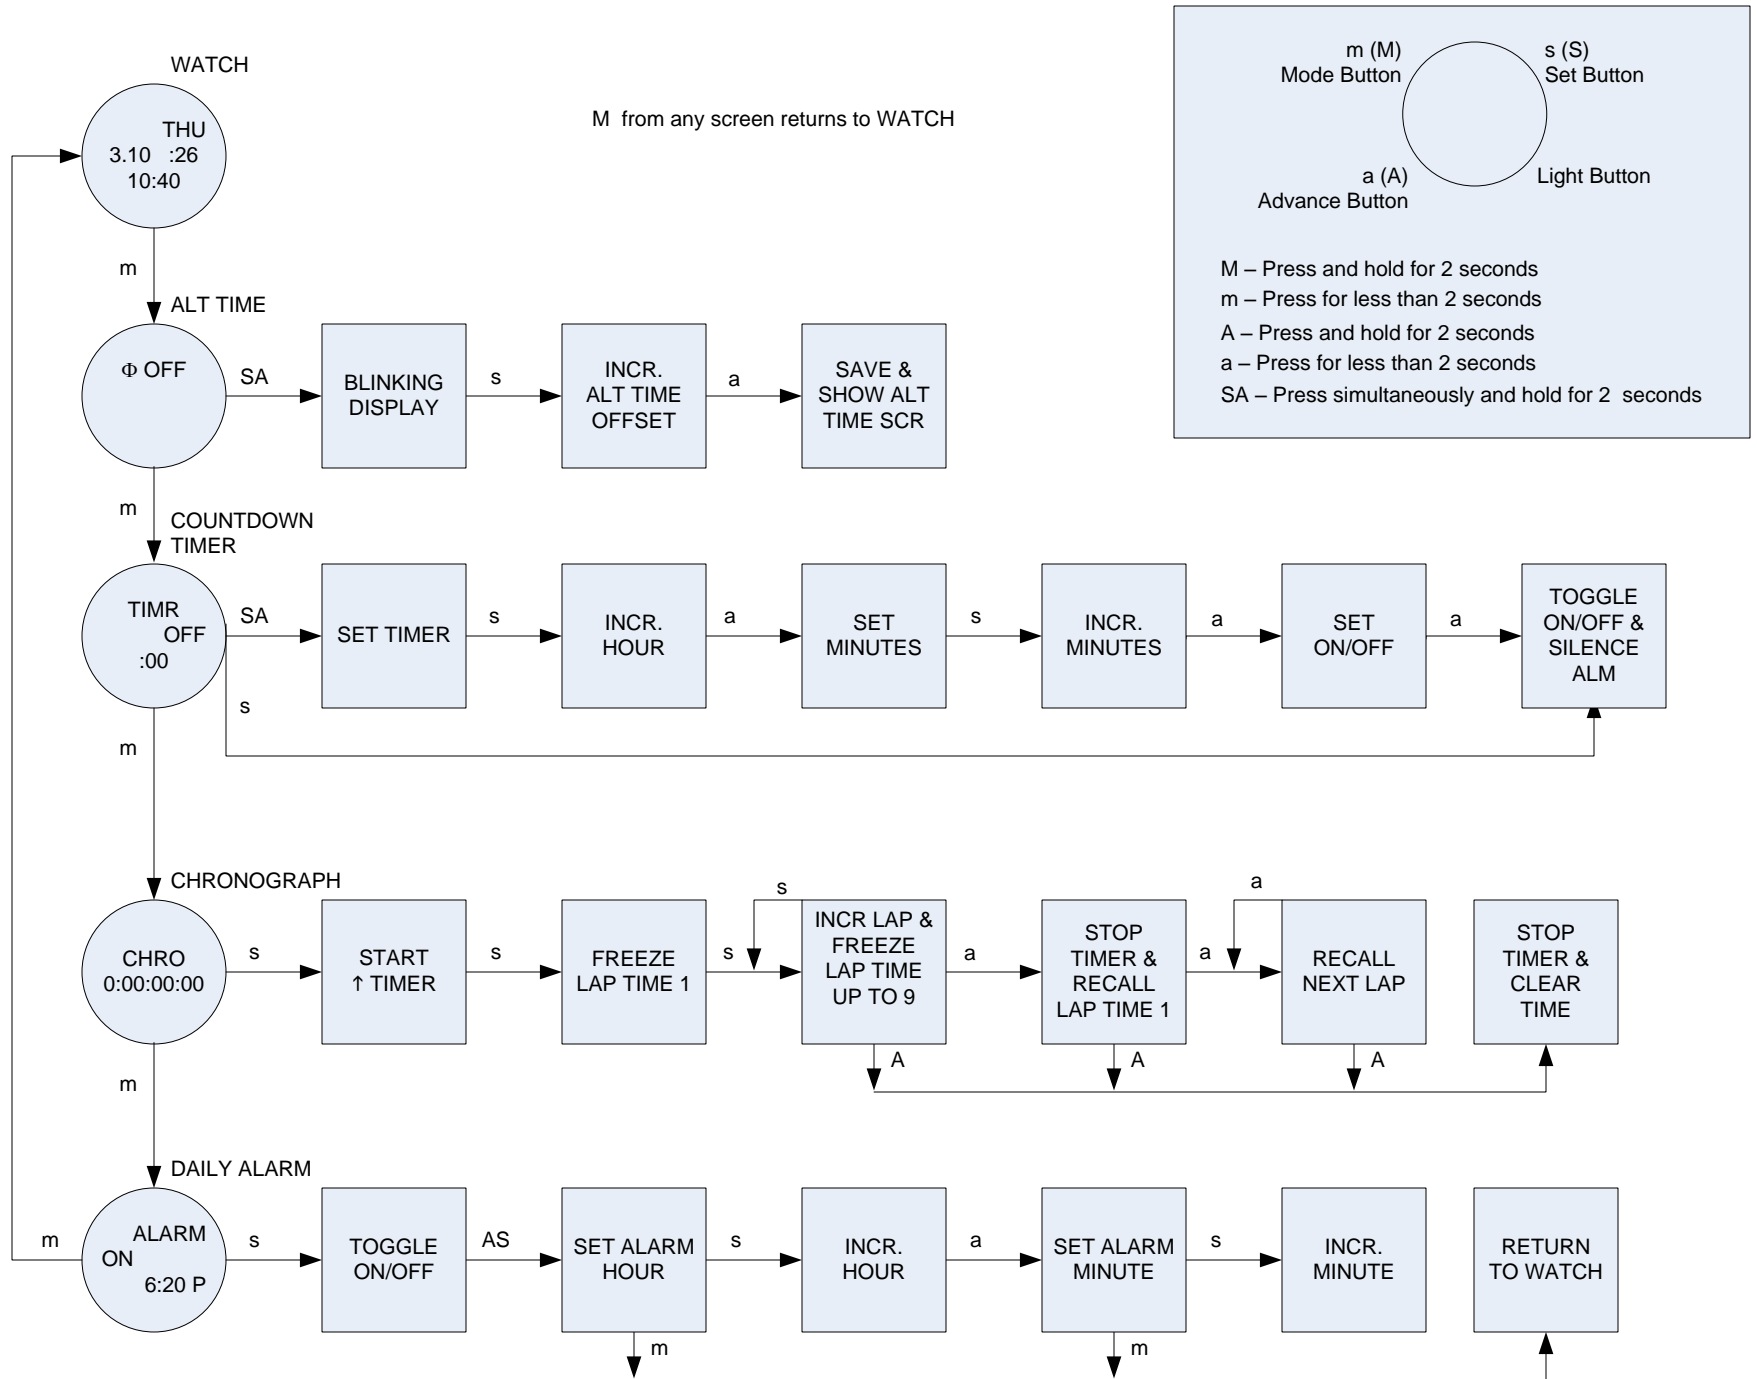 WATCH
THU
3.10 :26
10:40
M from any screen returns to WATCH
m (M)
Mode Button
s (S)
Set Button
a (A)
Advance Button
Light Button
M – Press and hold for 2 seconds
m – Press for less than 2 seconds
A – Press and hold for 2 seconds
a – Press for less than 2 seconds
SA – Press simultaneously and hold for 2 seconds
m
ALT TIME
Φ OFF
SA
BLINKING
DISPLAY
s
INCR.
ALT TIME
OFFSET
a
SAVE &
SHOW ALT
TIME SCR
m
COUNTDOWN
TIMER
TIMR
OFF
:00
SA
SET TIMER
s
INCR.
HOUR
a
SET
MINUTES
s
INCR.
MINUTES
a
SET
ON/OFF
a
TOGGLE
ON/OFF &
SILENCE
ALM
s
m
CHRONOGRAPH
CHRO
0:00:00:00
s
START
↑ TIMER
s
FREEZE
LAP TIME 1
s
s
INCR LAP &
FREEZE
LAP TIME
UP TO 9
a
STOP
TIMER &
RECALL
LAP TIME 1
a
a
RECALL
NEXT LAP
STOP
TIMER &
CLEAR
TIME
A
A
A
m
DAILY ALARM
m
ALARM
ON
6:20 P
s
TOGGLE
ON/OFF
AS
SET ALARM
HOUR
s
INCR.
HOUR
a
SET ALARM
MINUTE
s
INCR.
MINUTE
RETURN
TO WATCH
m
m